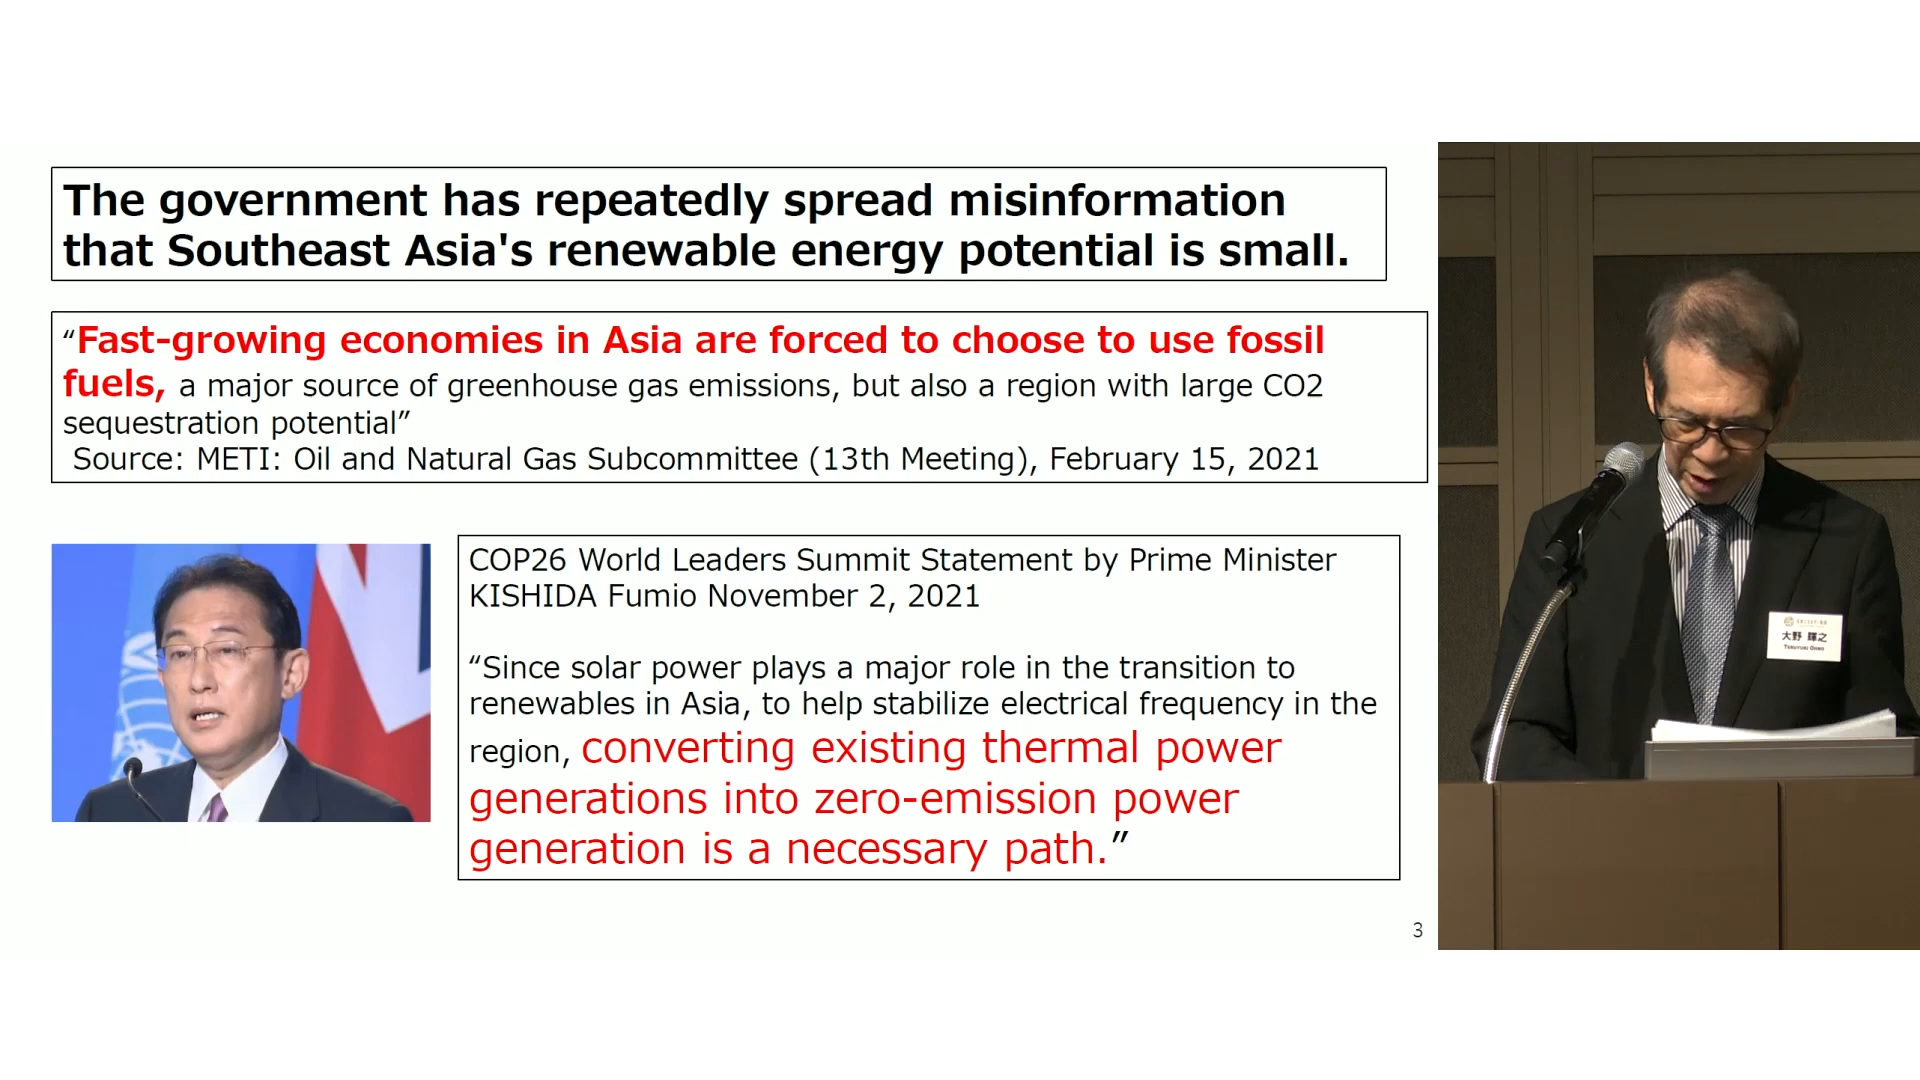 The government has repeatedly spread misinformation
that Southeast Asia's renewable energy potential is small.
“Fast-growing economies in Asia are forced to choose to use fossil
fuels, a major source of greenhouse gas emissions, but also a region with large CO2
sequestration potential”
Source: METI: Oil and Natural Gas Subcommittee (13th Meeting), February 15, 2021
COP26 World Leaders Summit Statement by Prime Minister
KISHIDA Fumio November 2, 2021
“Since solar power plays a major role in the transition to
renewables in Asia, to help stabilize electrical frequency in the
region, converting existing thermal power
generations into zero-emission power
generation is a necessary path.”
3
大野 輝之
TERUYUKI OHNO